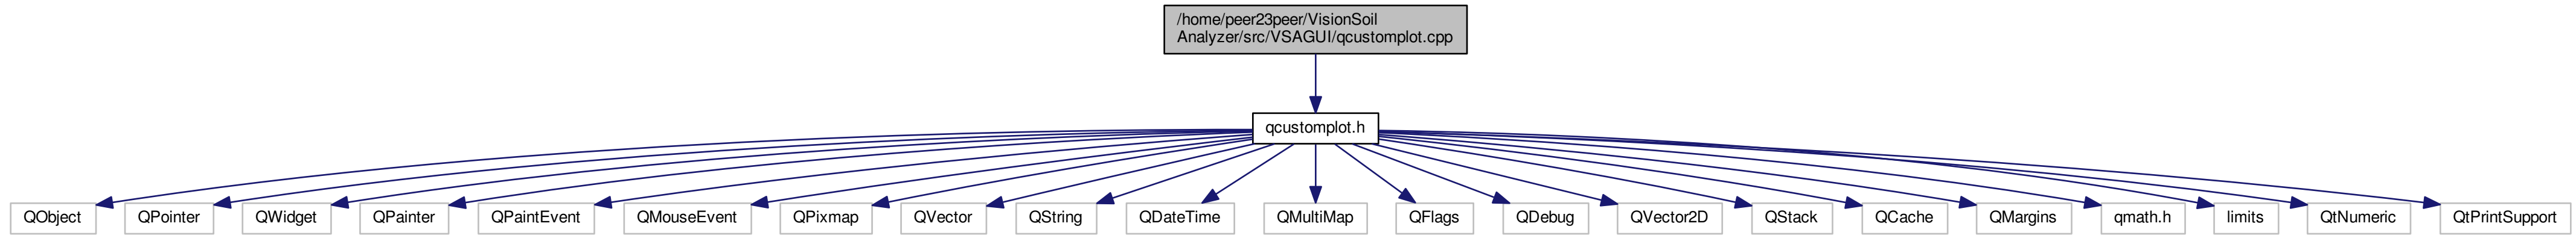 /home/peer23peer/VisionSoil
Analyzer/src/VSAGUI/qcustomplot.cpp
qcustomplot.h
QObject
QPointer
QWidget
QPainter
QPaintEvent
QMouseEvent
QPixmap
QVector
QString
QDateTime
QMultiMap
QFlags
QDebug
QVector2D
QStack
QCache
QMargins
qmath.h
limits
QtNumeric
QtPrintSupport